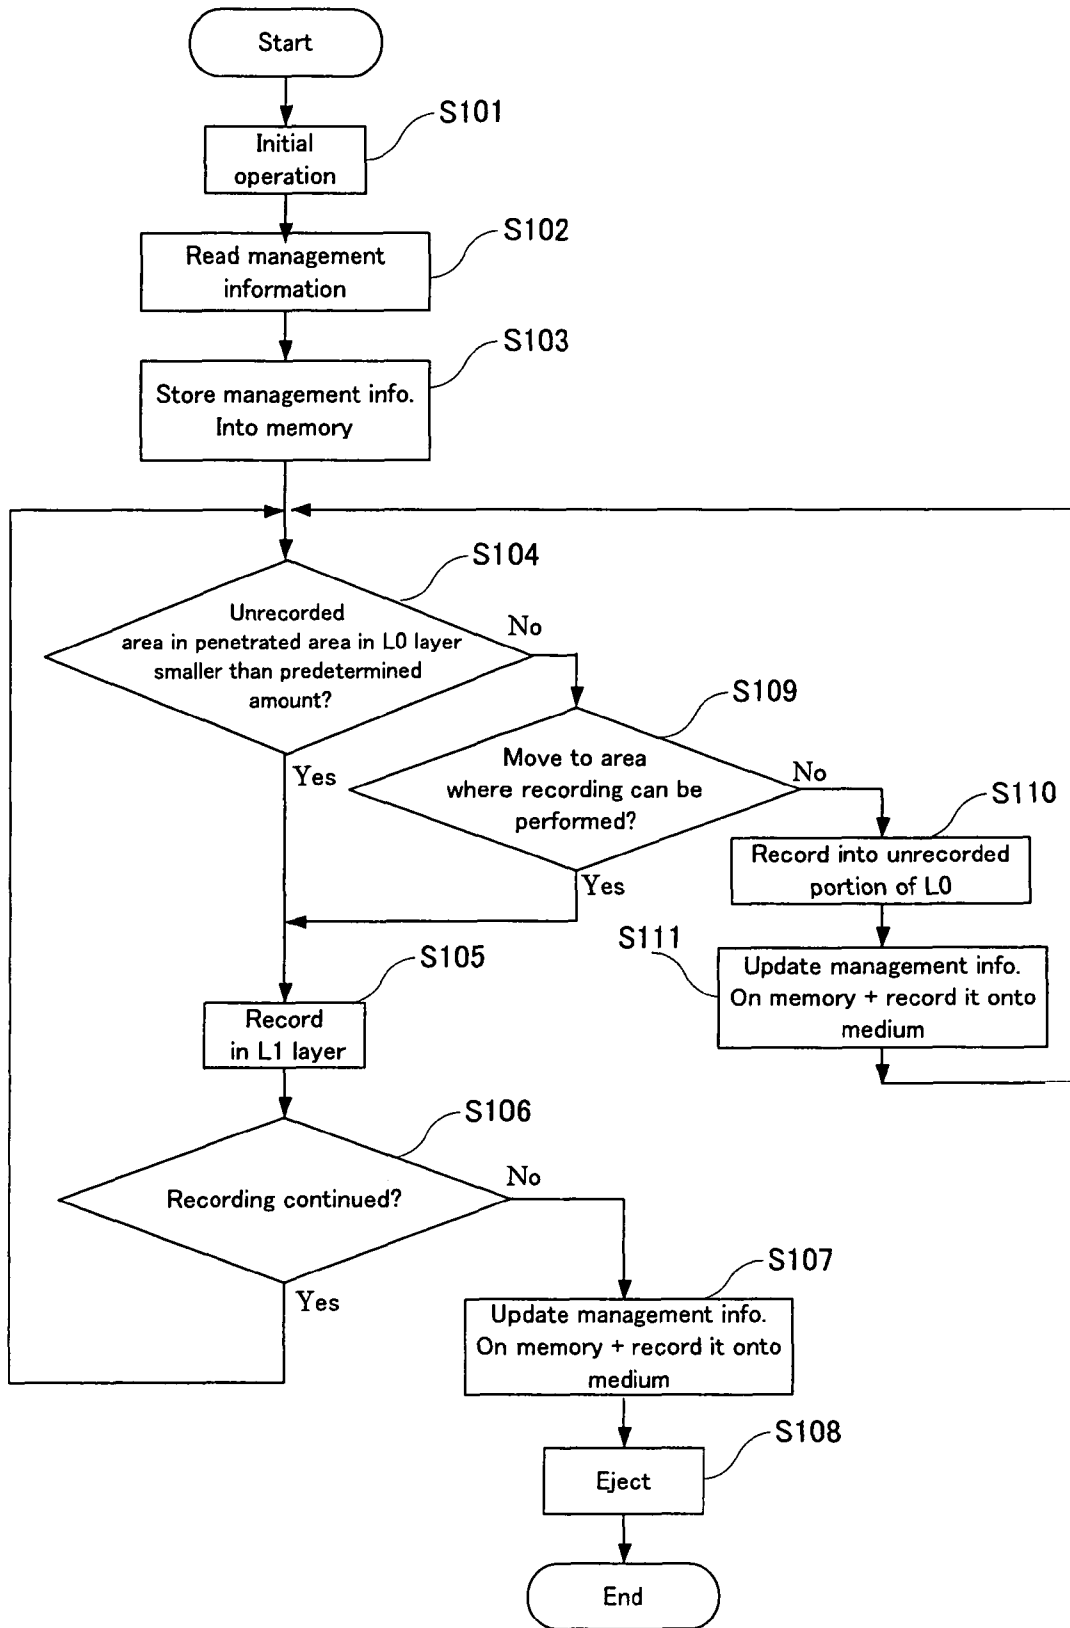 Start
S101
Initial
operation
S102
Read management
information
S103
Store management info.
Into memory
S104
Unrecorded
area in penetrated area in L0 layer
smaller than predetermined
amount?
No
Yes
S109
Move to area
where recording can be
performed?
No
Yes
S110
Record into unrecorded
portion of L0
S111
Update management info.
On memory + record it onto
medium
S105
Record
in L1 layer
S106
Recording continued?
No
Yes
S107
Update management info.
On memory + record it onto
medium
S108
Eject
End